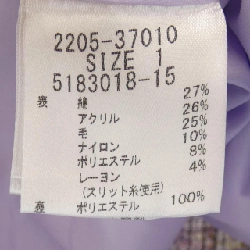 2205-37010
SIZE 1
5183018-15
表 綿 27%
アクリル 26%
毛 25%
ナイロン 10%
ポリエステル 8%
レーヨン 4%
(スリット糸使用)
裏 ポリエステル 100%